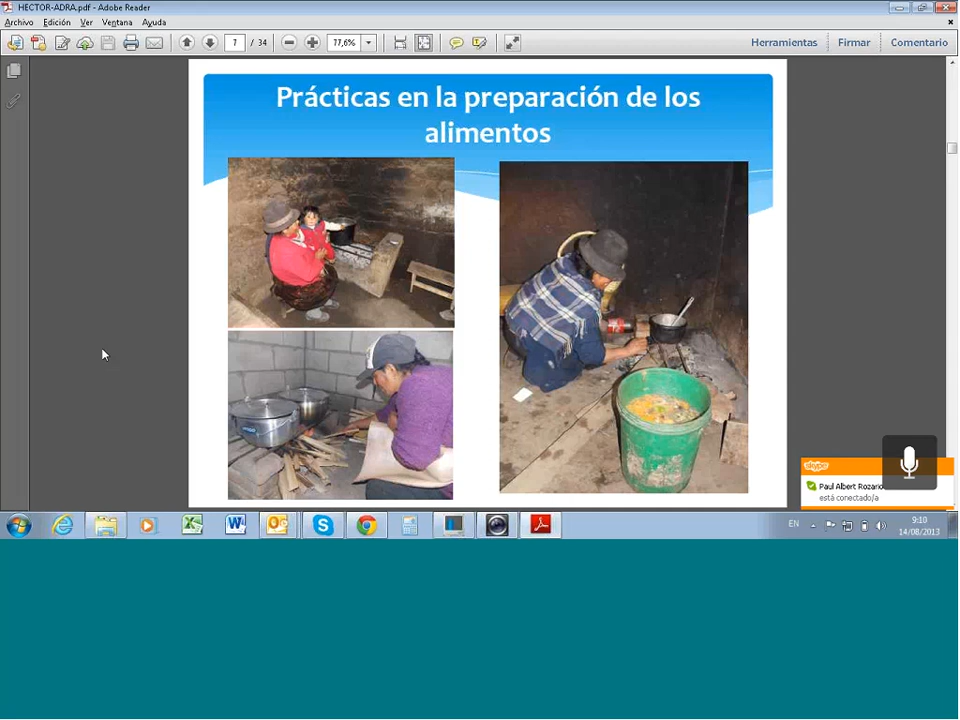 HECTOR-ADRA.pdf - Adobe Reader
Archivo Edición Ver Ventana Ayuda
7 / 34 77,6% Herramientas Firmar Comentario
Prácticas en la preparación de los
alimentos
skype
Paul Albert Rozario
está conectado/a
EN 9:10
14/08/2013